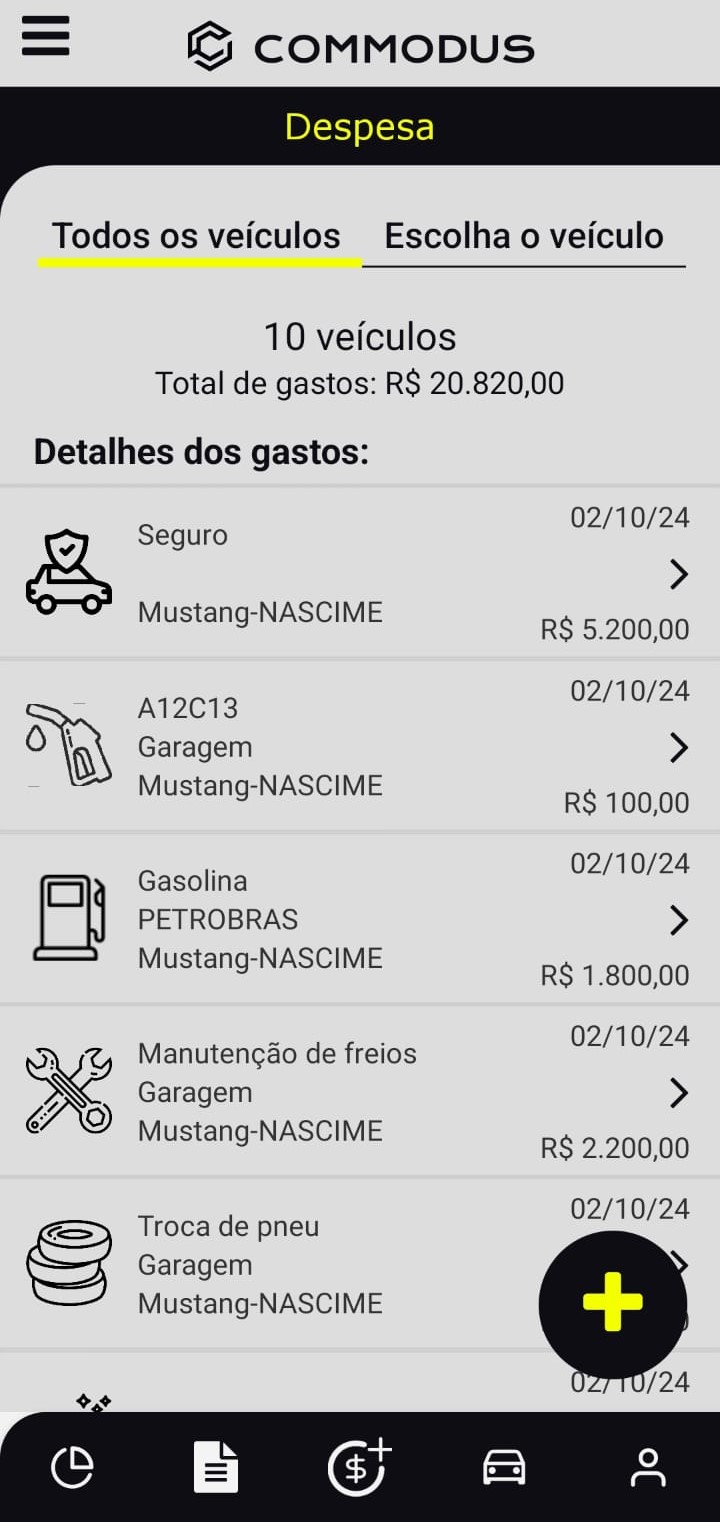 COMMODUS
Despesa
Todos os veículos
Escolha o veículo
10 veículos
Total de gastos: R$ 20.820,00
Detalhes dos gastos:
Seguro
02/10/24
Mustang-NASCIME
R$ 5.200,00
A12C13
02/10/24
Garagem
Mustang-NASCIME
R$ 100,00
Gasolina
02/10/24
PETROBRAS
Mustang-NASCIME
R$ 1.800,00
Manutenção de freios
02/10/24
Garagem
Mustang-NASCIME
R$ 2.200,00
Troca de pneu
02/10/24
Garagem
Mustang-NASCIME
02/10/24